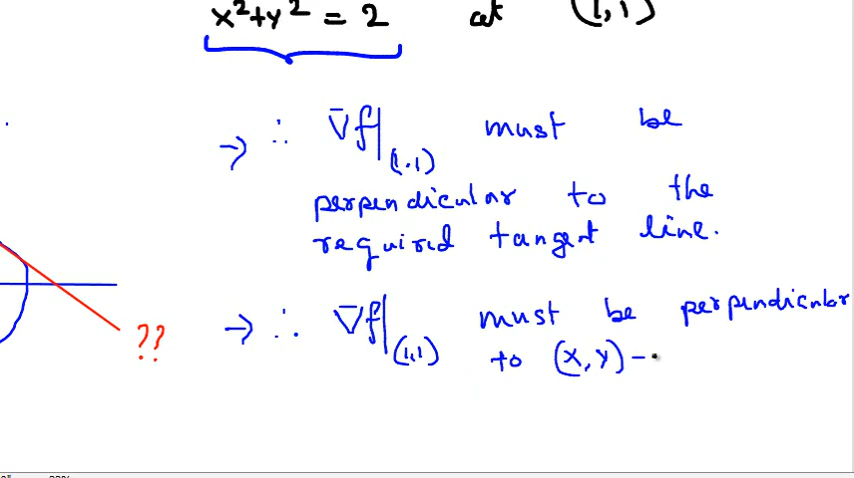 x²+y² = 2 at (1,1)
→ ∴ ∇̄f|(1,1) must be
perpendicular to the
required tangent line.
→ ∴ ∇̄f|(1,1) must be perpendicular
to (x,y) -
??